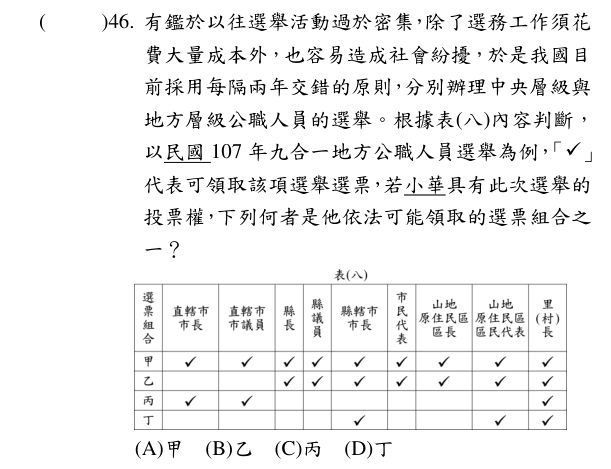 (　　)46. 有鑑於以往選舉活動過於密集，除了選務工作須花
費大量成本外，也容易造成社會紛擾，於是我國目
前採用每隔兩年交錯的原則，分別辦理中央層級與
地方層級公職人員的選舉。根據表(八)內容判斷，
以民國 107 年九合一地方公職人員選舉為例，「✓」
代表可領取該項選舉選票，若小華具有此次選舉的
投票權，下列何者是他依法可能領取的選票組合之
一？
表(八)
選票組合 直轄市市長 直轄市市議員 縣長 縣議員 縣轄市市長 市民代表 山地原住民區區長 山地原住民區區民代表 里(村)長
甲 ✓ ✓ ✓ ✓ ✓ ✓ ✓ ✓ ✓
乙 ✓ ✓ ✓ ✓ ✓ ✓ ✓
丙 ✓ ✓ ✓
丁 ✓ ✓ ✓
(A)甲 (B)乙 (C)丙 (D)丁